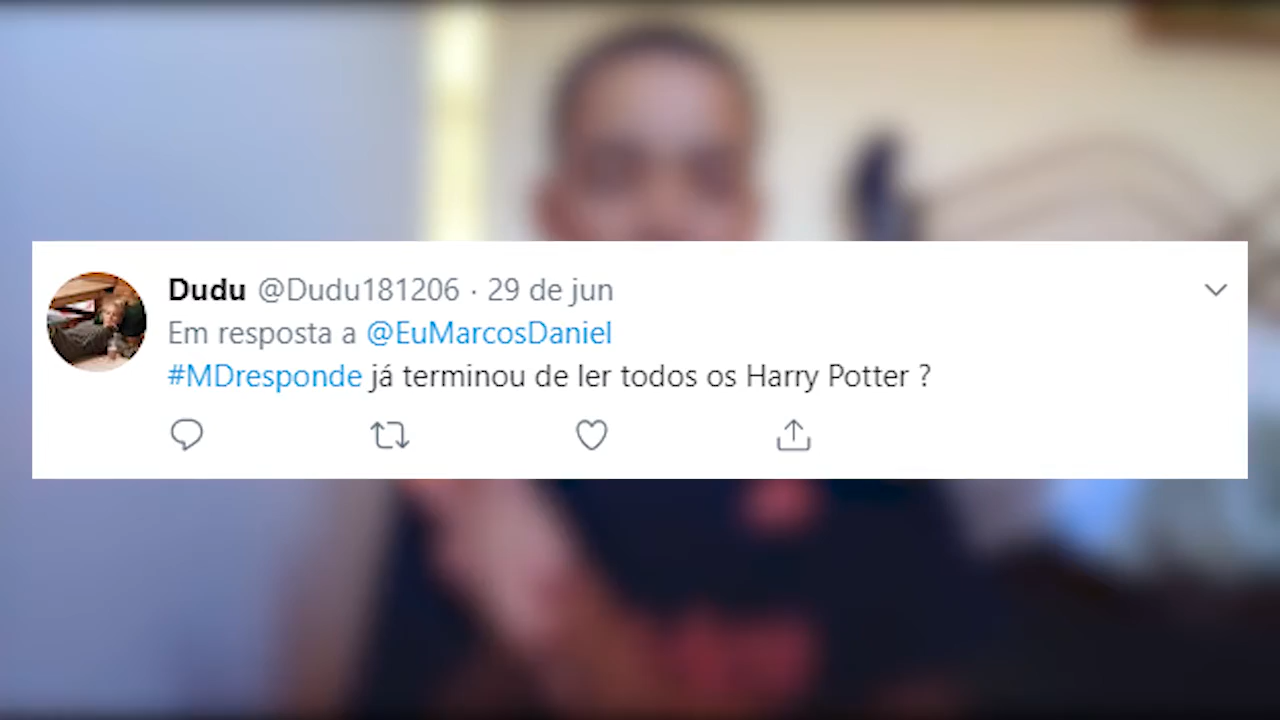 Dudu @Dudu181206 · 29 de jun
Em resposta a @EuMarcosDaniel
#MDresponde já terminou de ler todos os Harry Potter ?